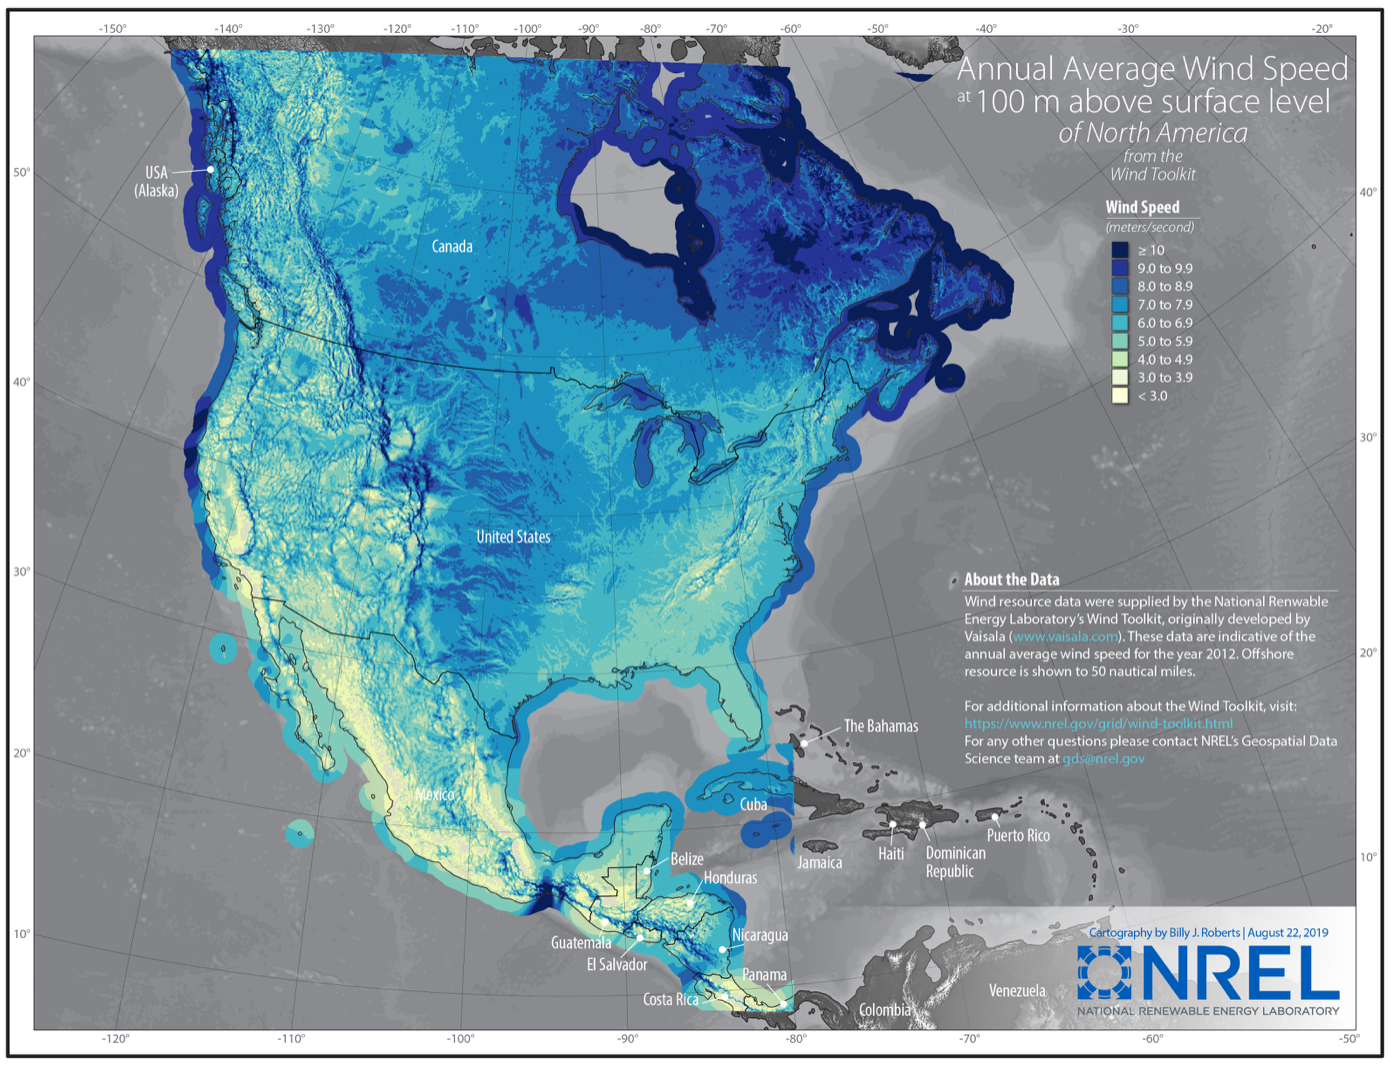 -150°
-140°
-130°
-120°
-110°
-100°
-90°
-80°
-70°
-60°
-50°
-40°
-30°
-20°
Annual Average Wind Speed
at 100 m above surface level
of North America
from the
Wind Toolkit
Wind Speed
(meters/second)
≥ 10
9.0 to 9.9
8.0 to 8.9
7.0 to 7.9
6.0 to 6.9
5.0 to 5.9
4.0 to 4.9
3.0 to 3.9
< 3.0
50°
40°
30°
20°
10°
40°
30°
20°
10°
USA
(Alaska)
Canada
United States
Mexico
The Bahamas
Cuba
Jamaica
Haiti
Dominican
Republic
Puerto Rico
Belize
Honduras
Guatemala
El Salvador
Nicaragua
Panama
Costa Rica
Colombia
Venezuela
About the Data
Wind resource data were supplied by the National Renwable
Energy Laboratory's Wind Toolkit, originally developed by
Vaisala (www.vaisala.com). These data are indicative of the
annual average wind speed for the year 2012. Offshore
resource is shown to 50 nautical miles.
For additional information about the Wind Toolkit, visit:
https://www.nrel.gov/grid/wind-toolkit.html
For any other questions please contact NREL's Geospatial Data
Science team at gds@nrel.gov
Cartography by Billy J. Roberts | August 22, 2019
NREL
NATIONAL RENEWABLE ENERGY LABORATORY
-120°
-110°
-100°
-90°
-80°
-70°
-60°
-50°